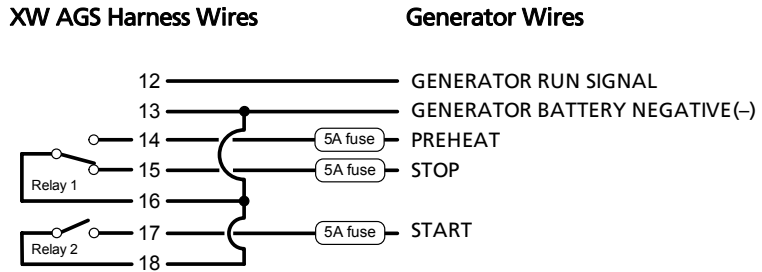 XW AGS Harness Wires Generator Wires
12 GENERATOR RUN SIGNAL
13 GENERATOR BATTERY NEGATIVE(–)
14 5A fuse PREHEAT
15 5A fuse STOP
Relay 1
16
17 5A fuse START
Relay 2
18